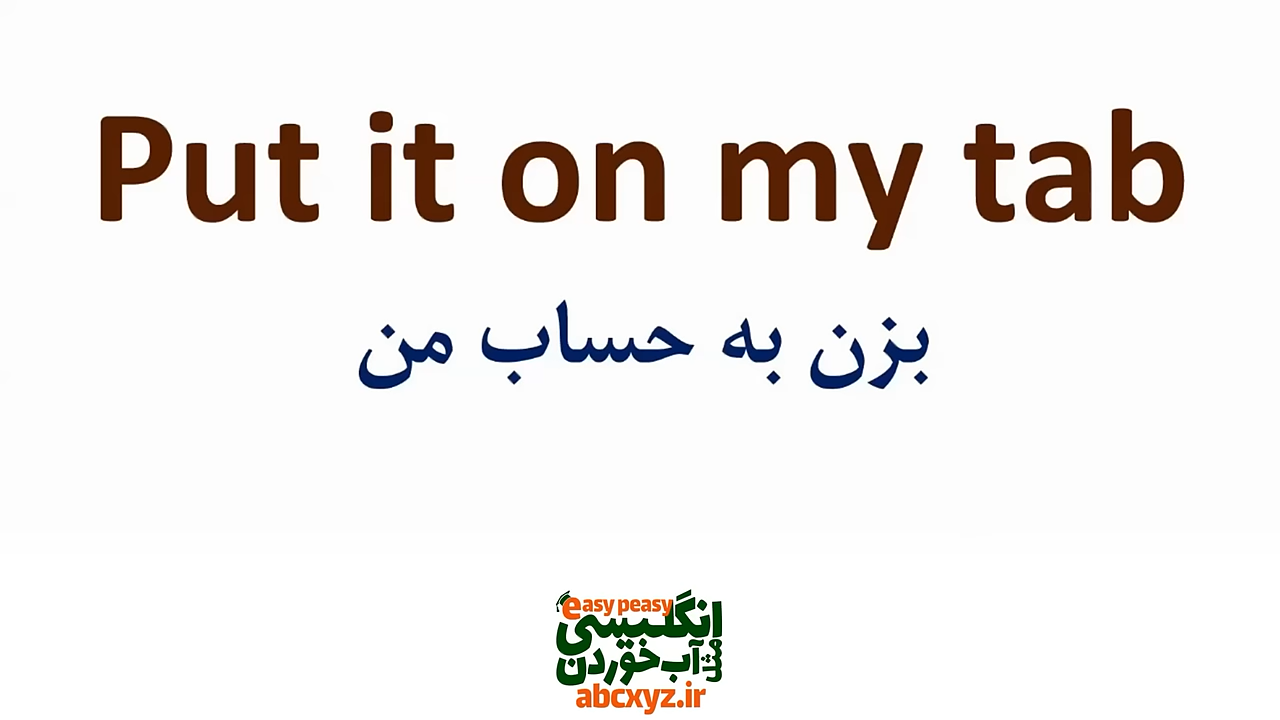 Put it on my tab
بزن به حساب من
easy peasy
انگلیسی
مثل آب خوردن
abcxyz.ir